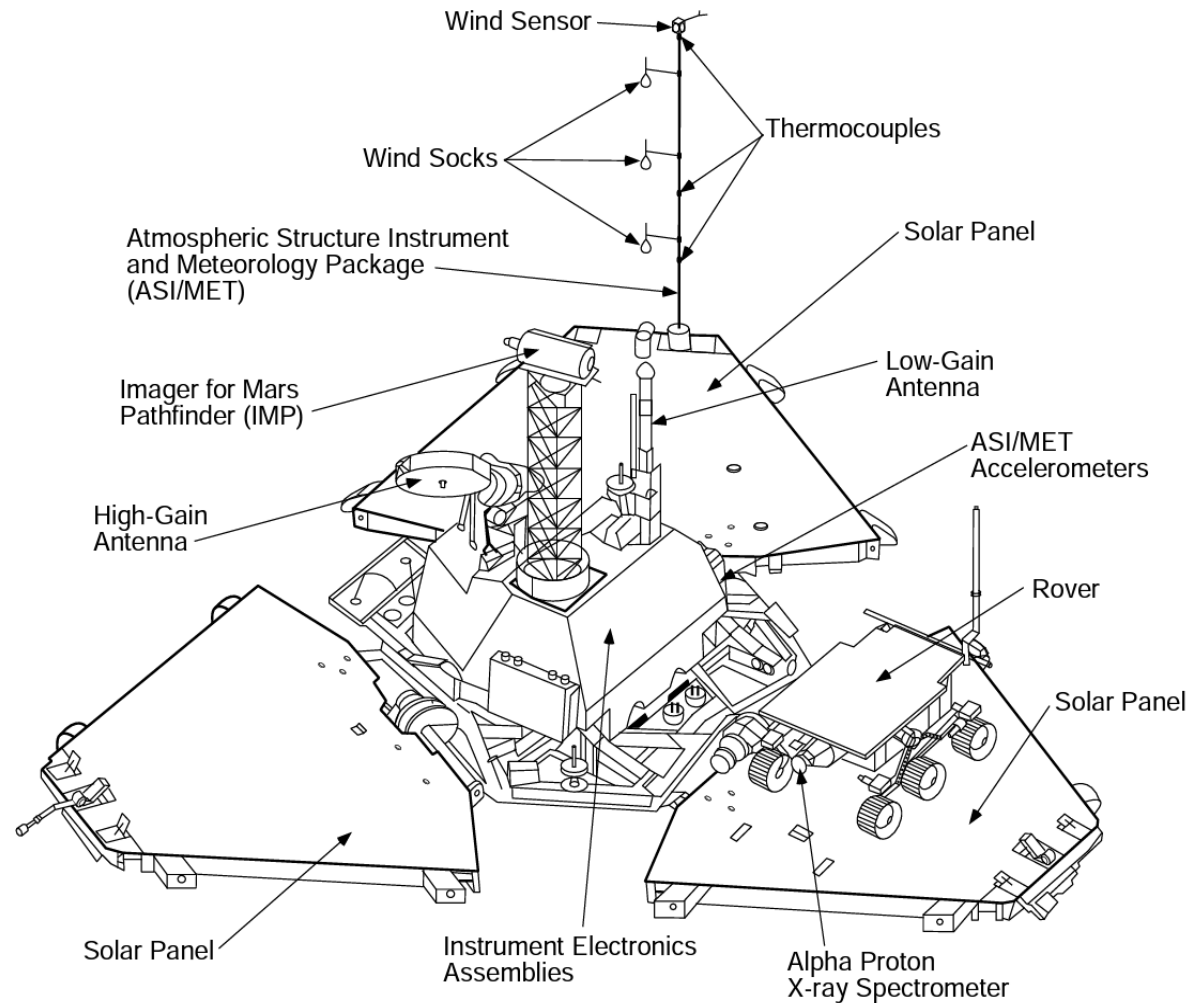 Wind Sensor
Thermocouples
Wind Socks
Solar Panel
Atmospheric Structure Instrument
and Meteorology Package
(ASI/MET)
Low-Gain
Antenna
Imager for Mars
Pathfinder (IMP)
ASI/MET
Accelerometers
High-Gain
Antenna
Rover
Solar Panel
Solar Panel
Instrument Electronics
Assemblies
Alpha Proton
X-ray Spectrometer